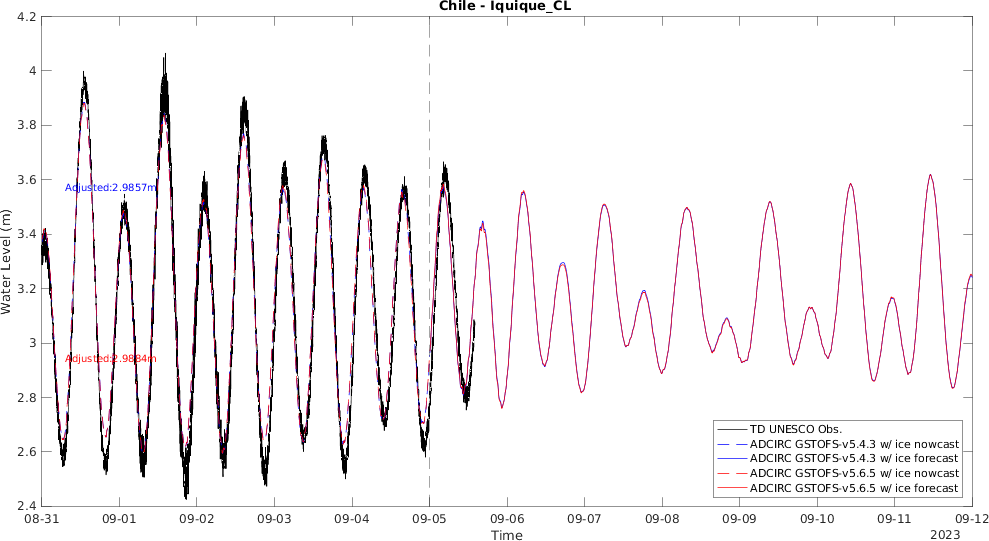 Chile - Iquique_CL
4.2
4
3.8
3.6
3.4
3.2
3
2.8
2.6
2.4
Water Level (m)
Adjusted:2.9857m
Adjusted:2.9884m
TD UNESCO Obs.
ADCIRC GSTOFS-v5.4.3 w/ ice nowcast
ADCIRC GSTOFS-v5.4.3 w/ ice forecast
ADCIRC GSTOFS-v5.6.5 w/ ice nowcast
ADCIRC GSTOFS-v5.6.5 w/ ice forecast
08-31 09-01 09-02 09-03 09-04 09-05 09-06 09-07 09-08 09-09 09-10 09-11 09-12
Time
2023